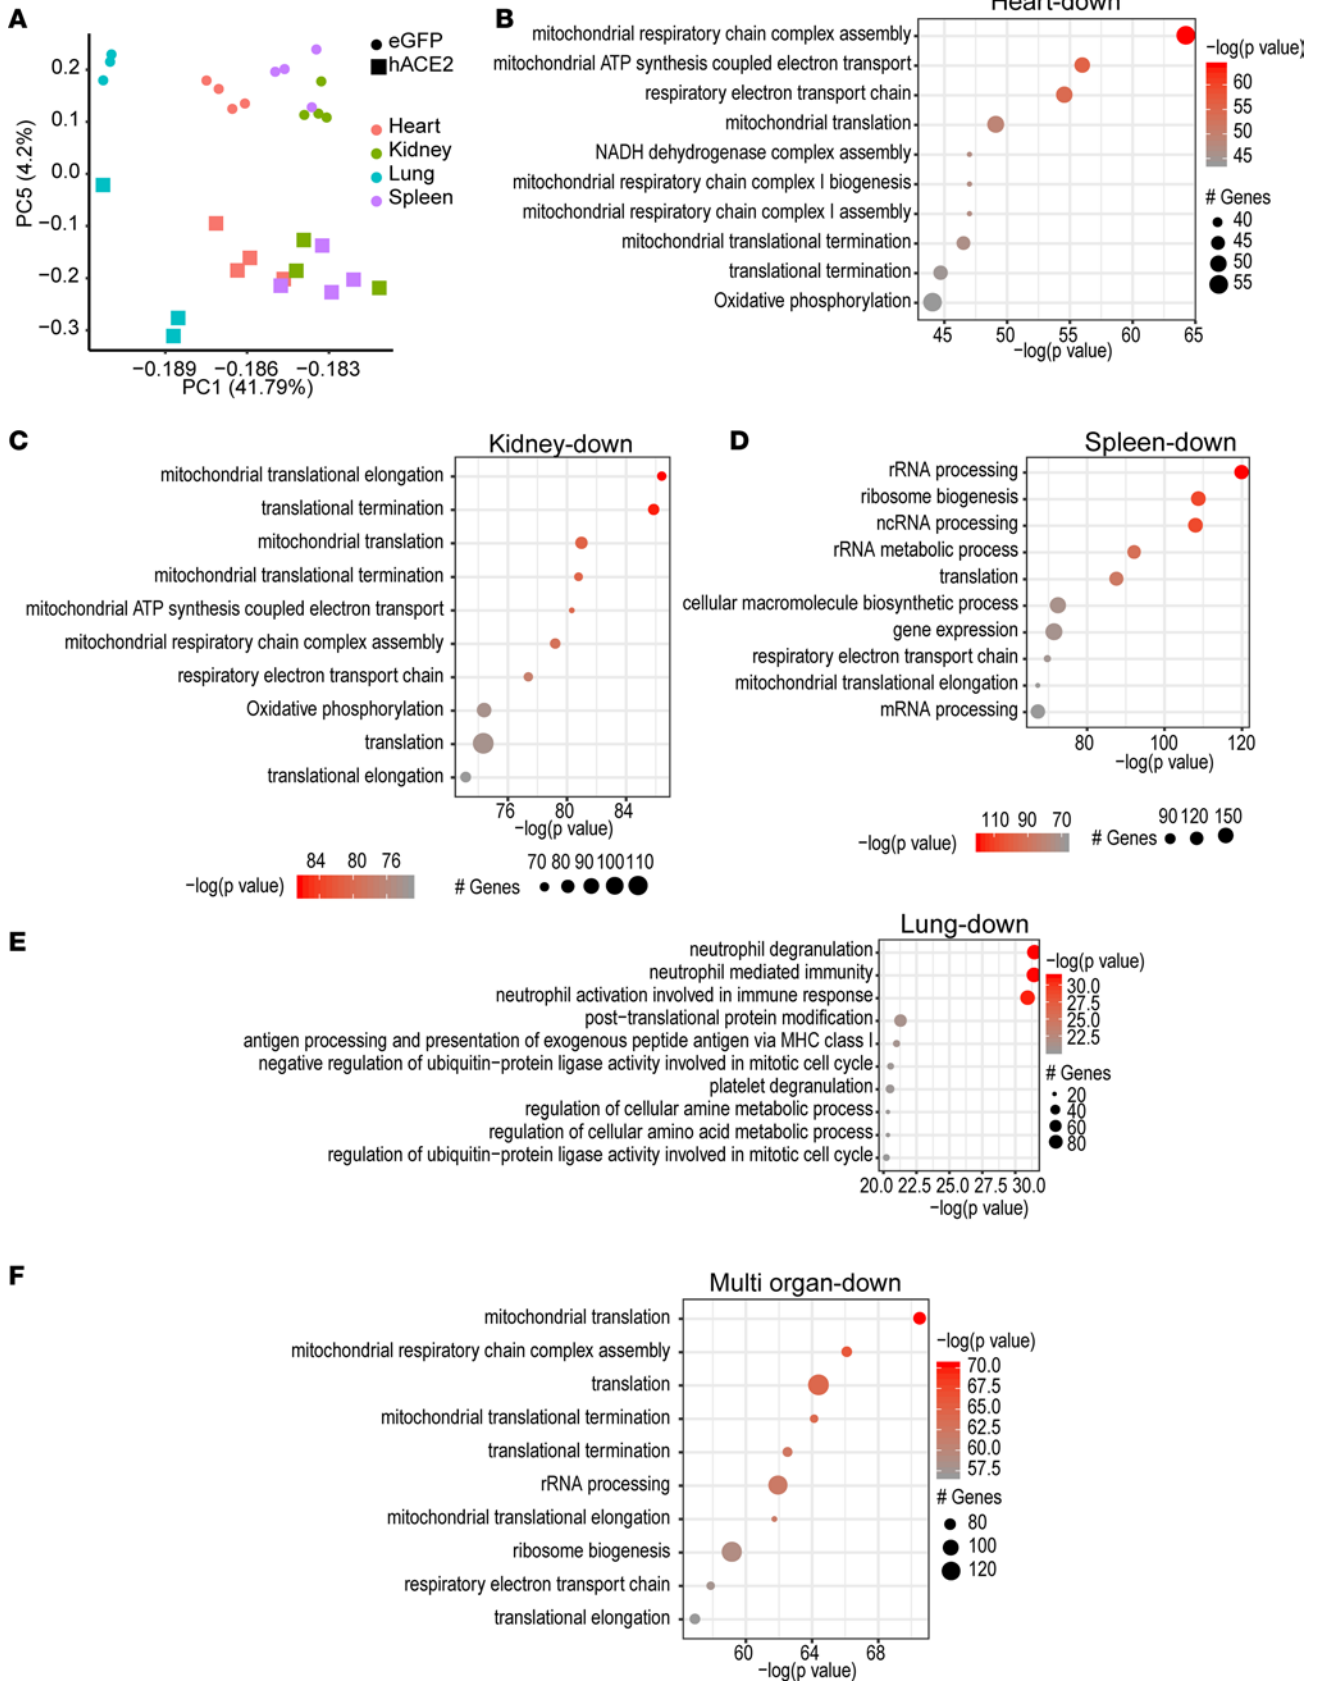 A
eGFP
hACE2
Heart
Kidney
Lung
Spleen
PC5 (4.2%)
0.2
0.1
0.0
−0.1
−0.2
−0.3
−0.189 −0.186 −0.183
PC1 (41.79%)
B
Heart-down
mitochondrial respiratory chain complex assembly
mitochondrial ATP synthesis coupled electron transport
respiratory electron transport chain
mitochondrial translation
NADH dehydrogenase complex assembly
mitochondrial respiratory chain complex I biogenesis
mitochondrial respiratory chain complex I assembly
mitochondrial translational termination
translational termination
Oxidative phosphorylation
45 50 55 60 65
−log(p value)
−log(p value)
60
55
50
45
# Genes
40
45
50
55
C
Kidney-down
mitochondrial translational elongation
translational termination
mitochondrial translation
mitochondrial translational termination
mitochondrial ATP synthesis coupled electron transport
mitochondrial respiratory chain complex assembly
respiratory electron transport chain
Oxidative phosphorylation
translation
translational elongation
76 80 84
−log(p value)
84 80 76
−log(p value)
70 80 90 100 110
# Genes
D
Spleen-down
rRNA processing
ribosome biogenesis
ncRNA processing
rRNA metabolic process
translation
cellular macromolecule biosynthetic process
gene expression
respiratory electron transport chain
mitochondrial translational elongation
mRNA processing
80 100 120
−log(p value)
110 90 70
−log(p value)
90 120 150
# Genes
E
Lung-down
neutrophil degranulation
neutrophil mediated immunity
neutrophil activation involved in immune response
post−translational protein modification
antigen processing and presentation of exogenous peptide antigen via MHC class I
negative regulation of ubiquitin−protein ligase activity involved in mitotic cell cycle
platelet degranulation
regulation of cellular amine metabolic process
regulation of cellular amino acid metabolic process
regulation of ubiquitin−protein ligase activity involved in mitotic cell cycle
20.0 22.5 25.0 27.5 30.0
−log(p value)
−log(p value)
30.0
27.5
25.0
22.5
# Genes
20
40
60
80
F
Multi organ-down
mitochondrial translation
mitochondrial respiratory chain complex assembly
translation
mitochondrial translational termination
translational termination
rRNA processing
mitochondrial translational elongation
ribosome biogenesis
respiratory electron transport chain
translational elongation
60 64 68
−log(p value)
−log(p value)
70.0
67.5
65.0
62.5
60.0
57.5
# Genes
80
100
120